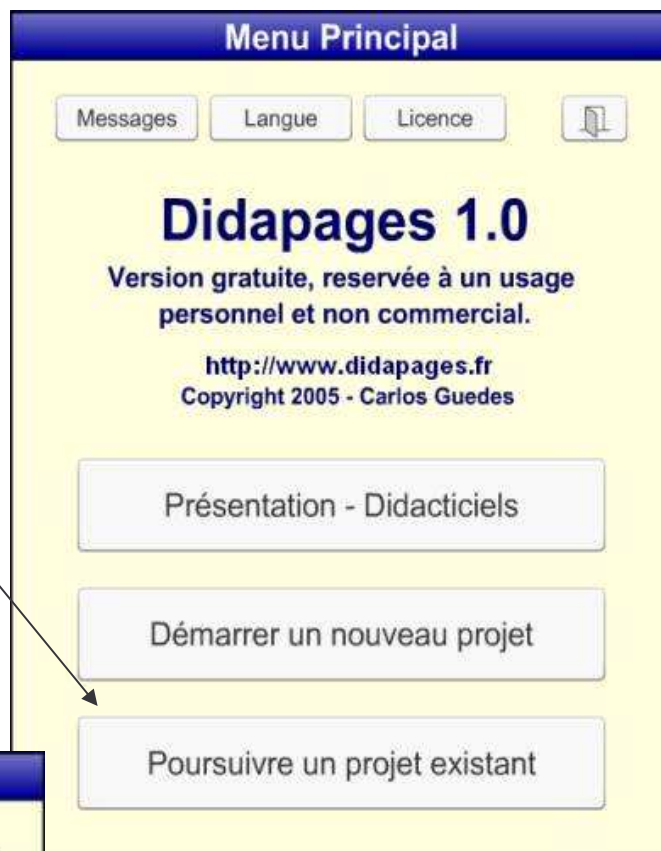 Menu Principal
Messages
Langue
Licence
Didapages 1.0
Version gratuite, reservée à un usage
personnel et non commercial.
http://www.didapages.fr
Copyright 2005 - Carlos Guedes
Présentation - Didacticiels
Démarrer un nouveau projet
Poursuivre un projet existant